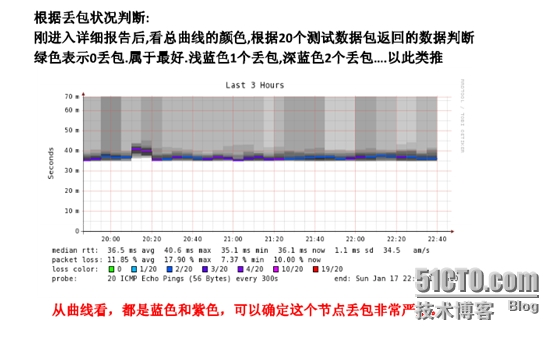 根据丢包状况判断:
刚进入详细报告后,看总曲线的颜色,根据20个测试数据包返回的数据判断
绿色表示0丢包.属于最好.浅蓝色1个丢包,深蓝色2个丢包....以此类推
Last 3 Hours
70 m
60 m
50 m
40 m
30 m
20 m
10 m
0
Seconds
20:00 20:20 20:40 21:00 21:20 21:40 22:00 22:20 22:40
median rtt: 36.5 ms avg 40.6 ms max 35.1 ms min 36.1 ms now 1.1 ms sd 34.5 am/s
packet loss: 11.85 % avg 17.90 % max 7.37 % min 10.00 % now
loss color: 0 1/20 2/20 3/20 4/20 10/20 19/20
probe: 20 ICMP Echo Pings (56 Bytes) every 300s end: Sun Jan 17 22:
从曲线看，都是蓝色和紫色，可以确定这个节点丢包非常严
51CTO.com
技术博客 Blog